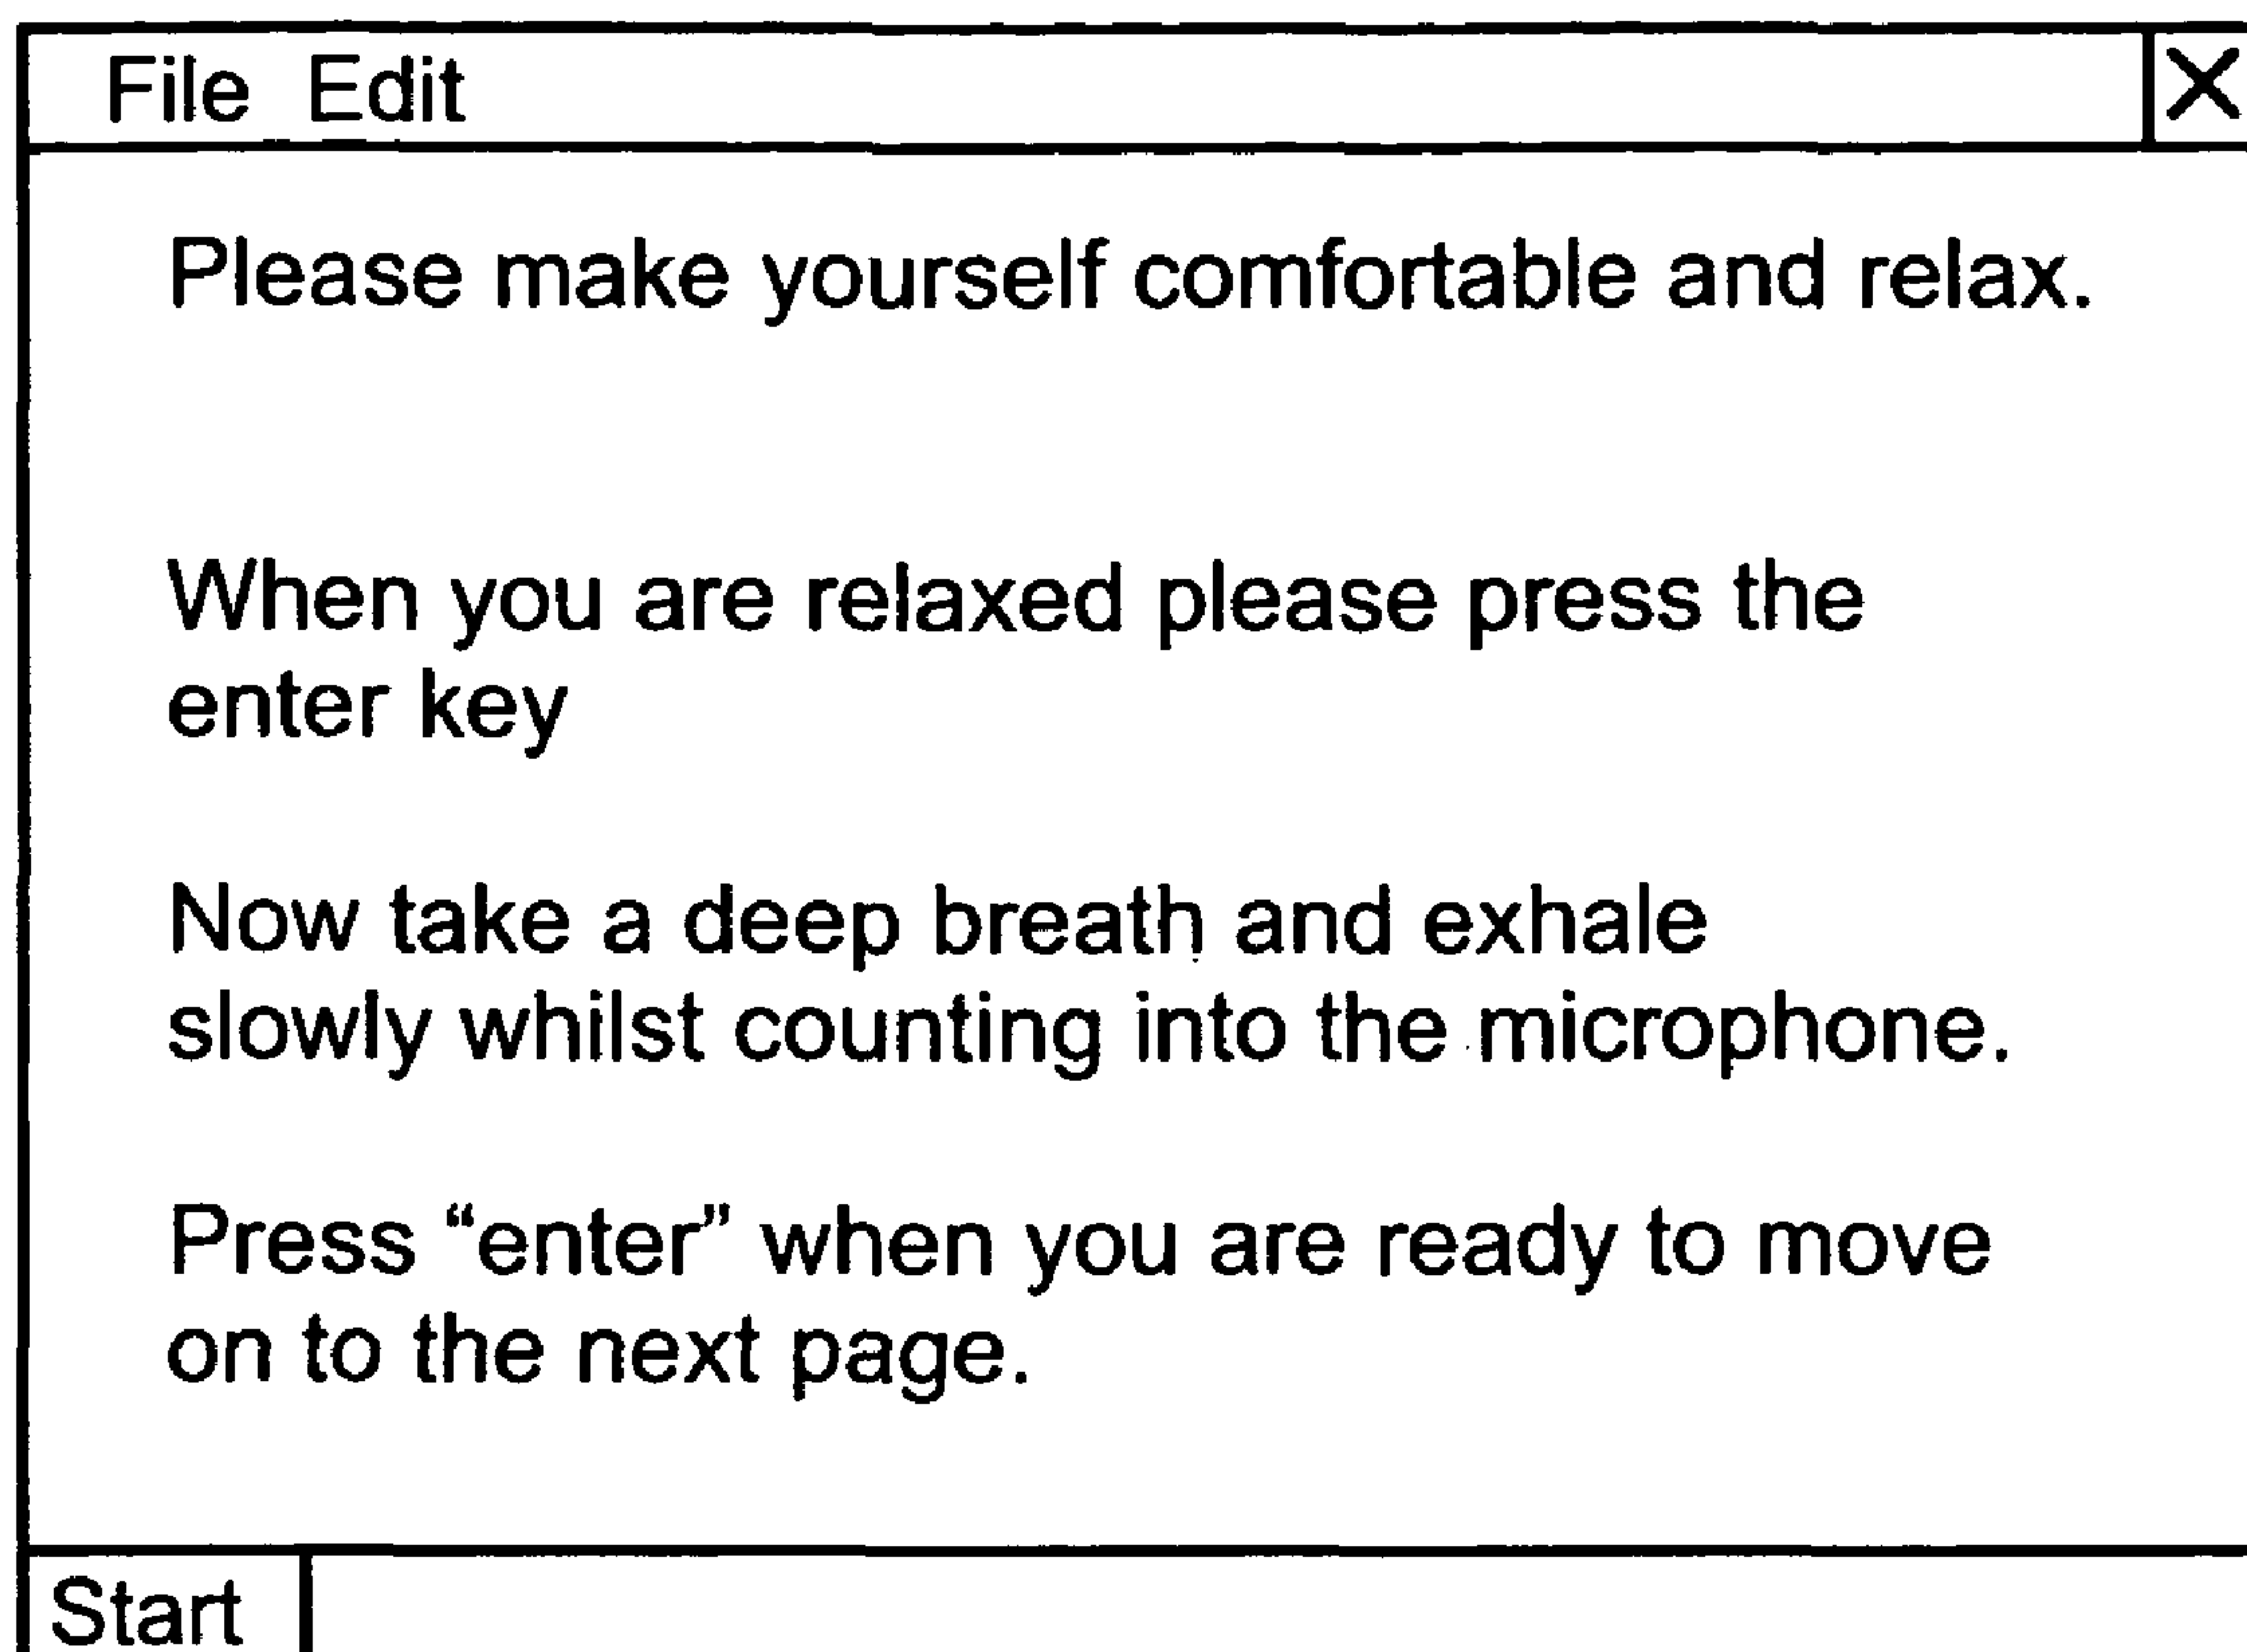 File Edit X
Please make yourself comfortable and relax.
When you are relaxed please press the
enter key
Now take a deep breath and exhale
slowly whilst counting into the microphone.
Press “enter” when you are ready to move
on to the next page.
Start